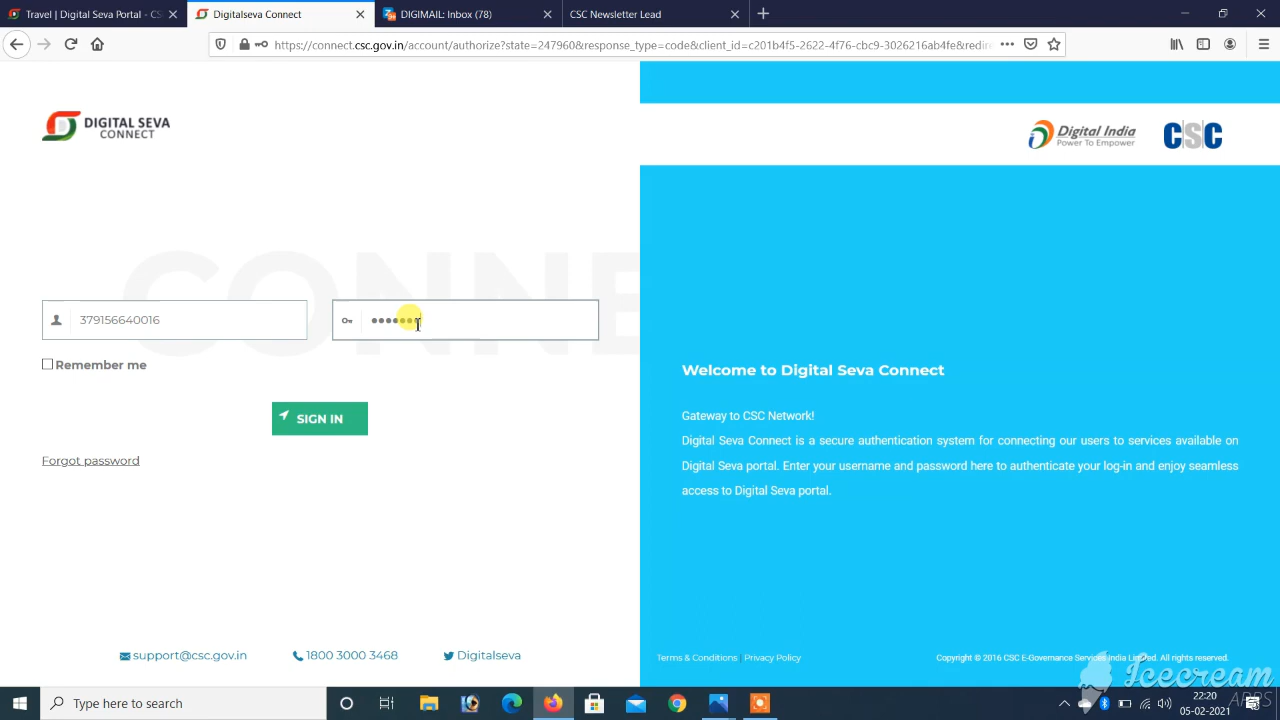 Travel | Digital Seva Portal - CS
Digitalseva Connect
DIGIMAIL: Inbox (78)
CSC Newsletter Lead
https://connect.csc.gov.in/account/authorize?state=247960&response_type=code&client_id=c201b4f5-2622-4f76-cbc9-3026216ab4fe&redir
DIGITAL SEVA
CONNECT
Digital India
Power To Empower
CSC
CONNE
379156640016
Remember me
SIGN IN
Forgot password
Welcome to Digital Seva Connect
Gateway to CSC Network!
Digital Seva Connect is a secure authentication system for connecting our users to services available on
Digital Seva portal. Enter your username and password here to authenticate your log-in and enjoy seamless
access to Digital Seva portal.
support@csc.gov.in
1800 3000 3468
Digitalseva
Terms & Conditions | Privacy Policy
Copyright © 2016 CSC E-Governance Services India Limited. All rights reserved.
Icecream
APPS
Type here to search
22:20
05-02-2021